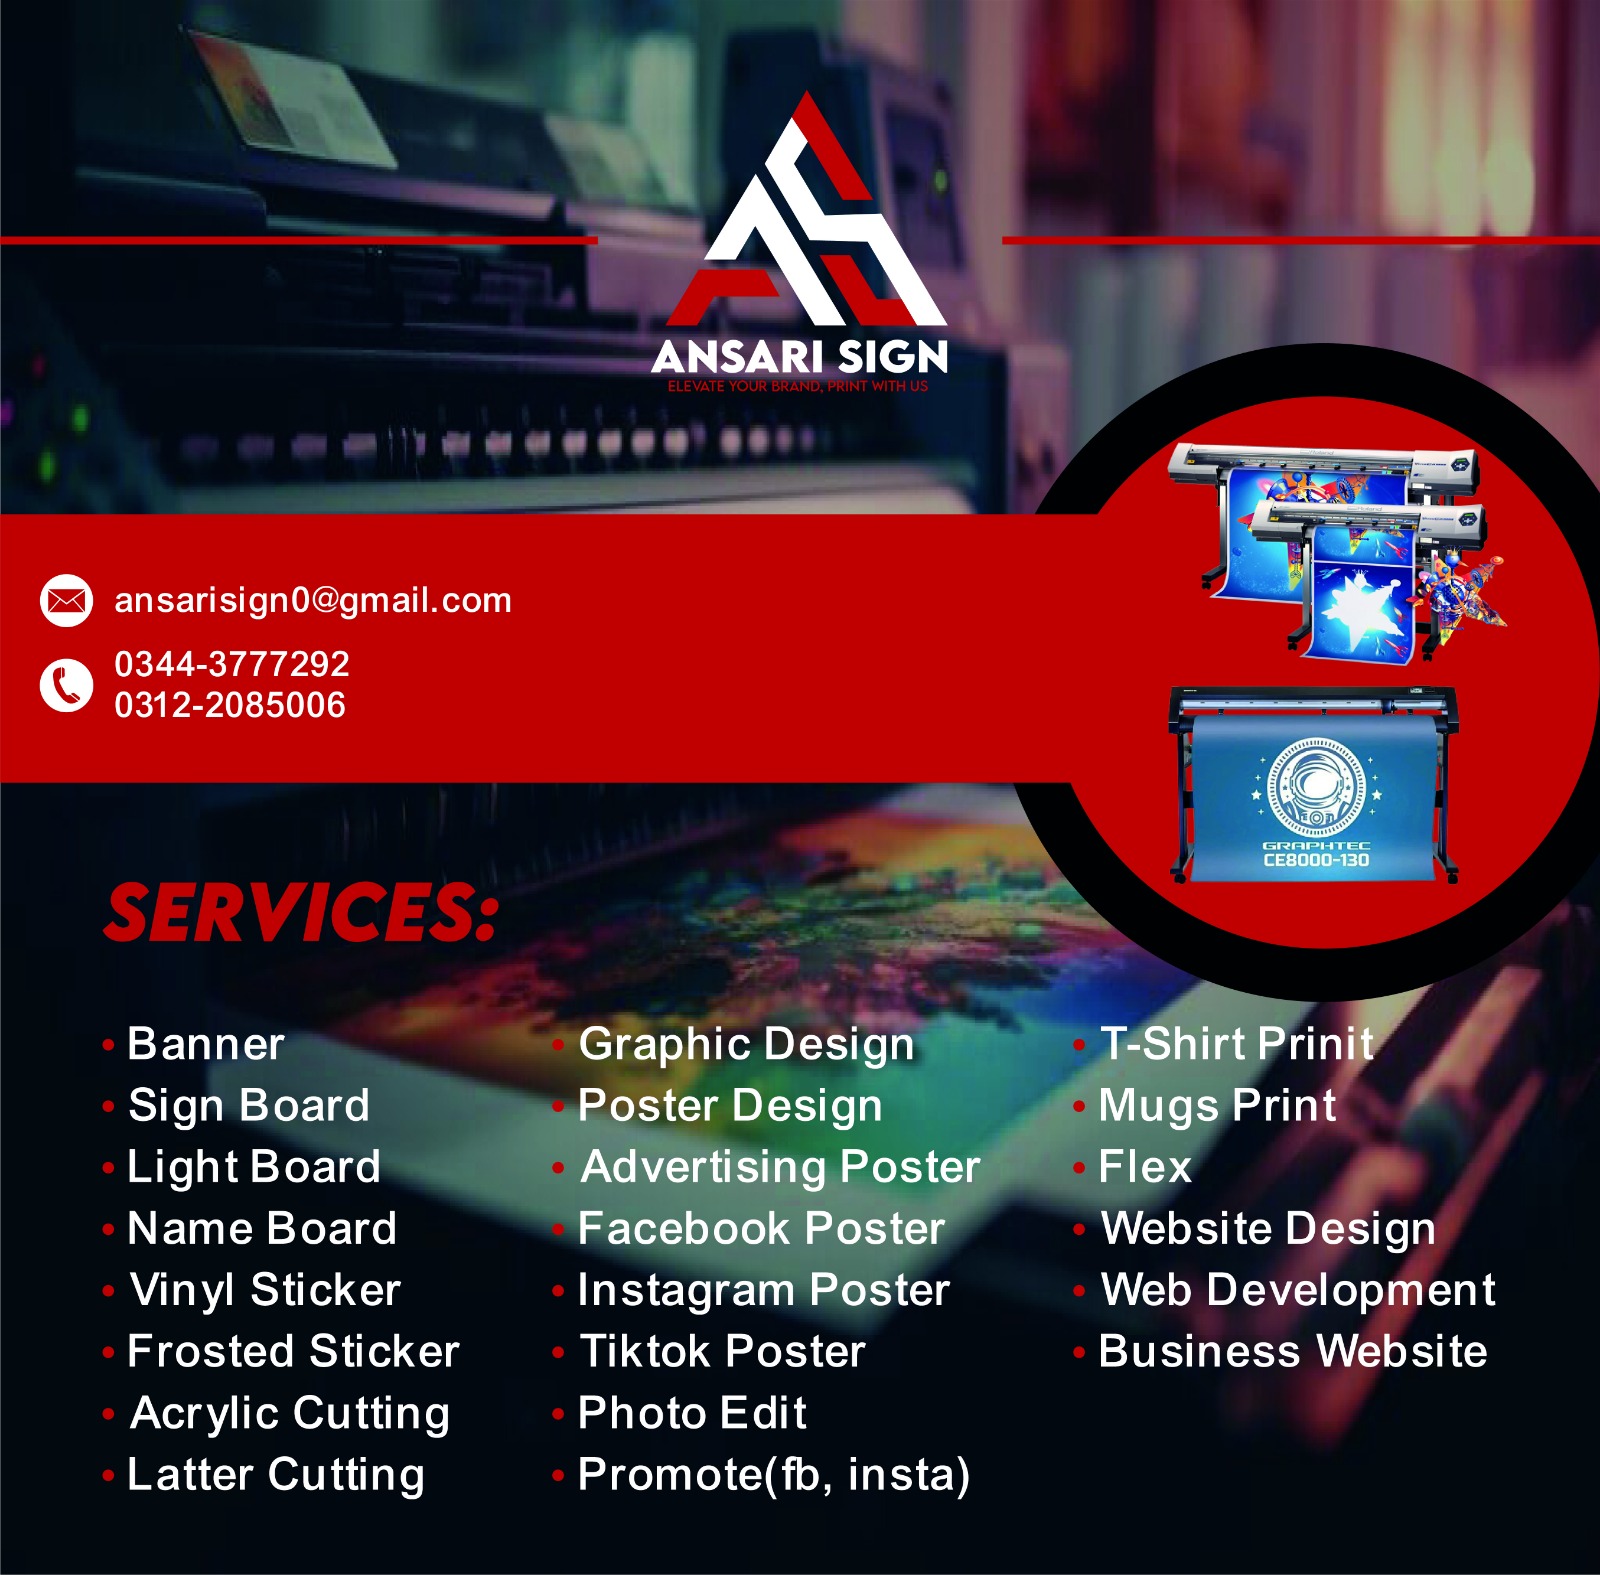 ANSARI SIGN
ELEVATE YOUR BRAND, PRINT WITH US
ansarisign0@gmail.com
0344-3777292
0312-2085006
Roland
Roland
GRAPHTEC
CE8000-130
SERVICES:
• Banner
• Sign Board
• Light Board
• Name Board
• Vinyl Sticker
• Frosted Sticker
• Acrylic Cutting
• Latter Cutting
• Graphic Design
• Poster Design
• Advertising Poster
• Facebook Poster
• Instagram Poster
• Tiktok Poster
• Photo Edit
• Promote(fb, insta)
• T-Shirt Prinit
• Mugs Print
• Flex
• Website Design
• Web Development
• Business Website